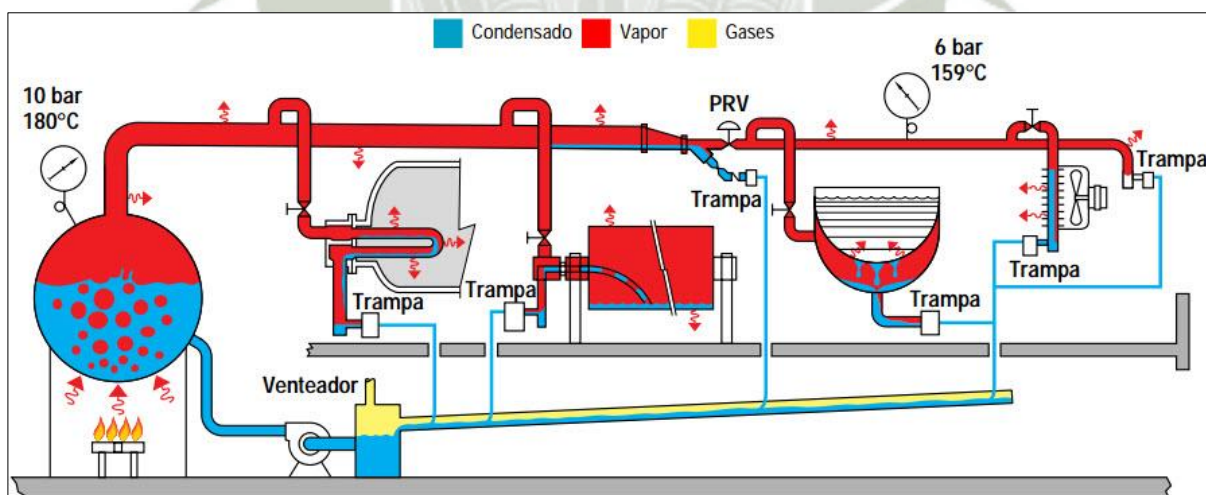 Condensado
Vapor
Gases
10 bar
180°C
6 bar
159°C
PRV
Trampa
Trampa
Trampa
Trampa
Trampa
Trampa
Venteador